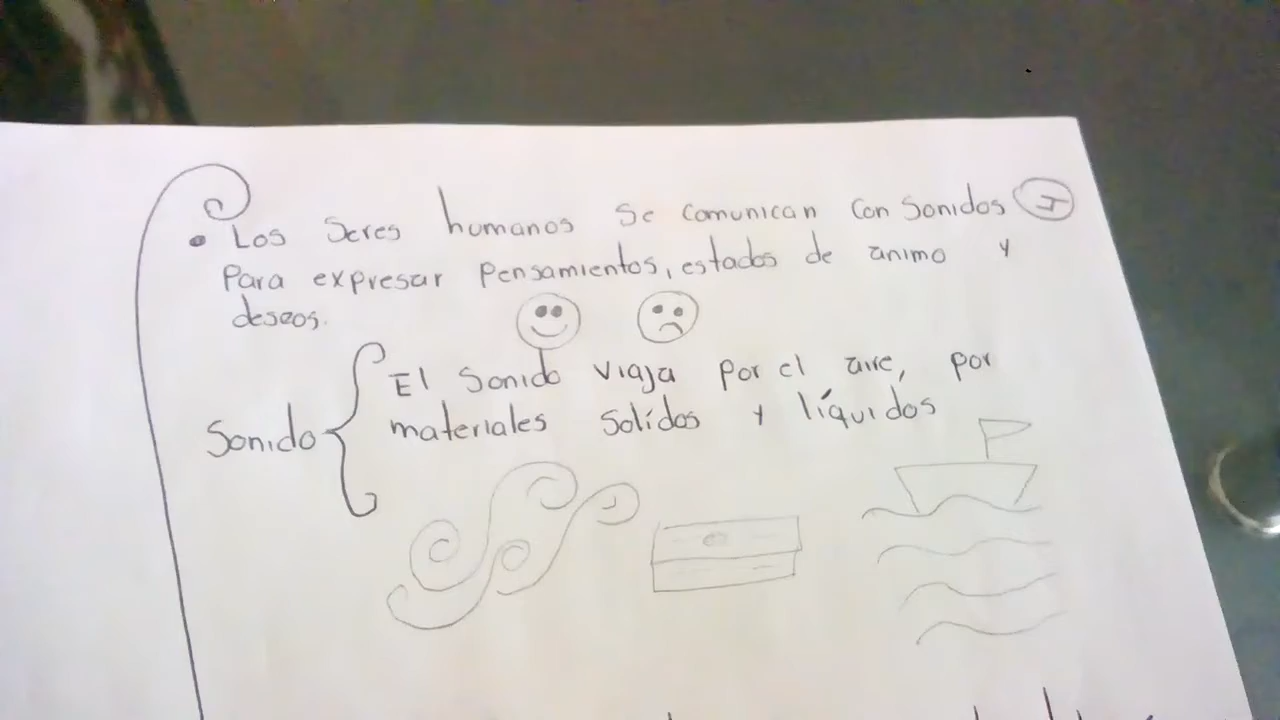 • Los Seres humanos se comunican con sonidos
Para expresar Pensamientos, estados de animo y
deseos.
Sonido { El Sonido viaja por el aire, por
materiales solídos y líquidos